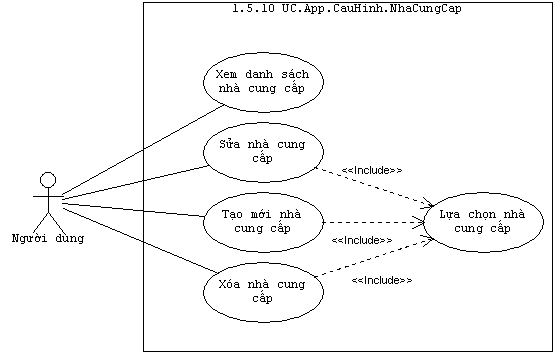 1.5.10 UC.App.CauHinh.NhaCungCap
Xem danh sách
nhà cung cấp
Sửa nhà cung
cấp
<<Include>>
Tạo mới nhà
cung cấp
Lựa chọn nhà
cung cấp
Người dung
<<Include>>
Xóa nhà cung
cấp
<<Include>>